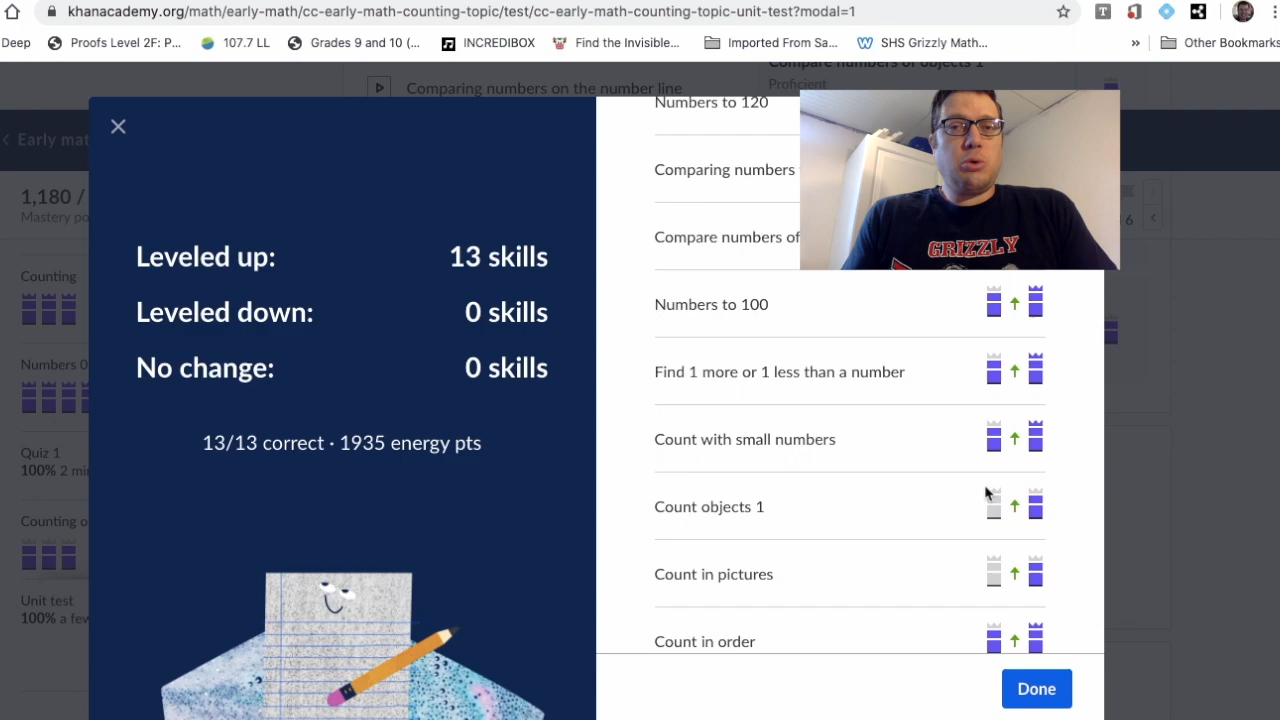 khanacademy.org/math/early-math/cc-early-math-counting-topic/test/cc-early-math-counting-topic-unit-test?modal=1
Deep
Proofs Level 2F: P...
107.7 LL
Grades 9 and 10 (...
INCREDIBOX
Find the Invisible...
Imported From Sa...
SHS Grizzly Math...
»
Other Bookmarks
Compare numbers of objects 1
Proficient
Comparing numbers on the number line
Early mat
1,180 /
Mastery po
6
Counting
Numbers 0
Quiz 1
100% 2 min
Counting o
Unit test
100% a few
Leveled up: 13 skills
Leveled down: 0 skills
No change: 0 skills
13/13 correct · 1935 energy pts
Numbers to 120
Comparing numbers
Compare numbers of
Numbers to 100
Find 1 more or 1 less than a number
Count with small numbers
Count objects 1
Count in pictures
Count in order
Done
GRIZZLY